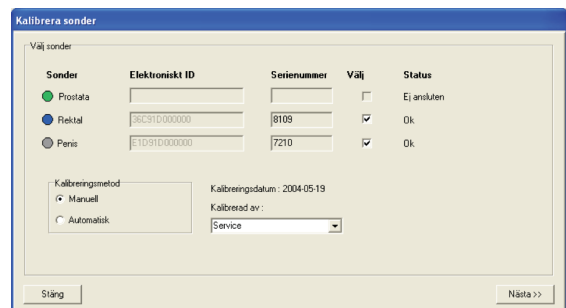 Kalibrera sonder
Välj sonder
Sonder Elektroniskt ID Serienummer Välj Status
Prostata Ej ansluten
Rektal 36C91D000000 8109 Ok
Penis E1D91D000000 7210 Ok
Kalibreringsmetod
Manuell
Automatisk
Kalibreringsdatum : 2004-05-19
Kalibrerad av :
Service
Stäng Nästa >>